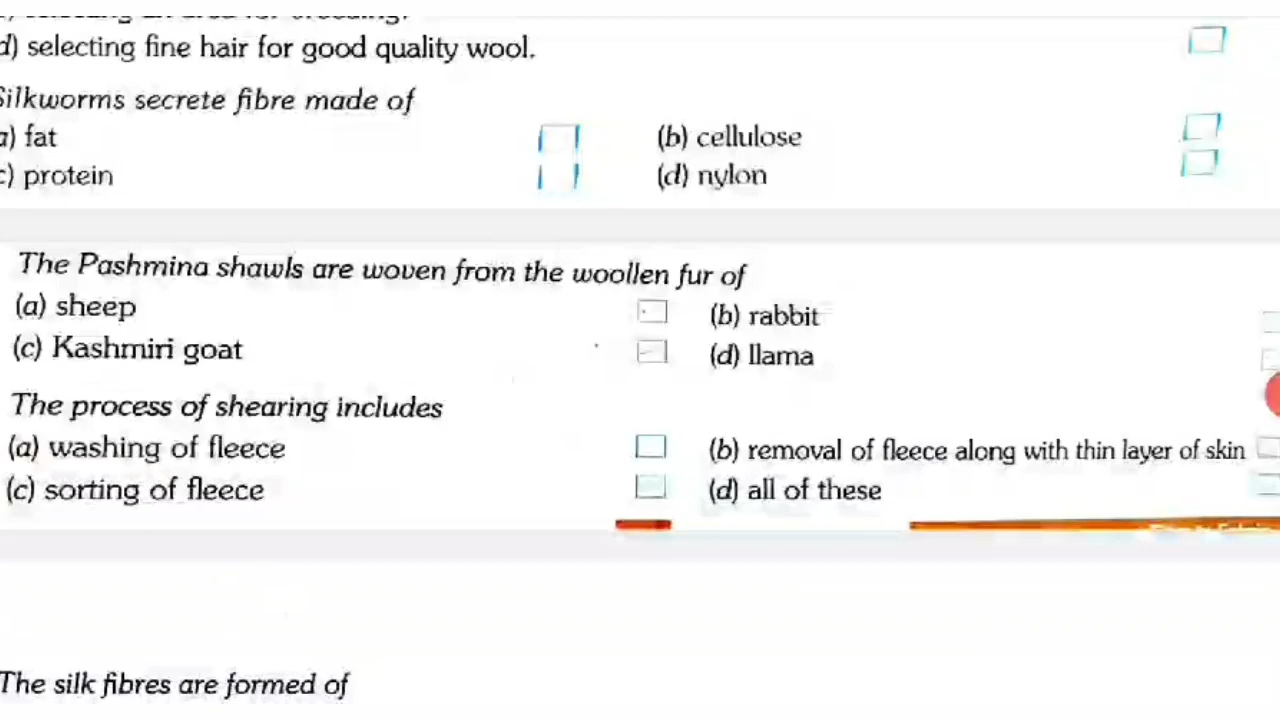 d) selecting fine hair for good quality wool.
Silkworms secrete fibre made of
a) fat (b) cellulose
c) protein (d) nylon
The Pashmina shawls are woven from the woollen fur of
(a) sheep (b) rabbit
(c) Kashmiri goat (d) llama
The process of shearing includes
(a) washing of fleece (b) removal of fleece along with thin layer of skin
(c) sorting of fleece (d) all of these
The silk fibres are formed of